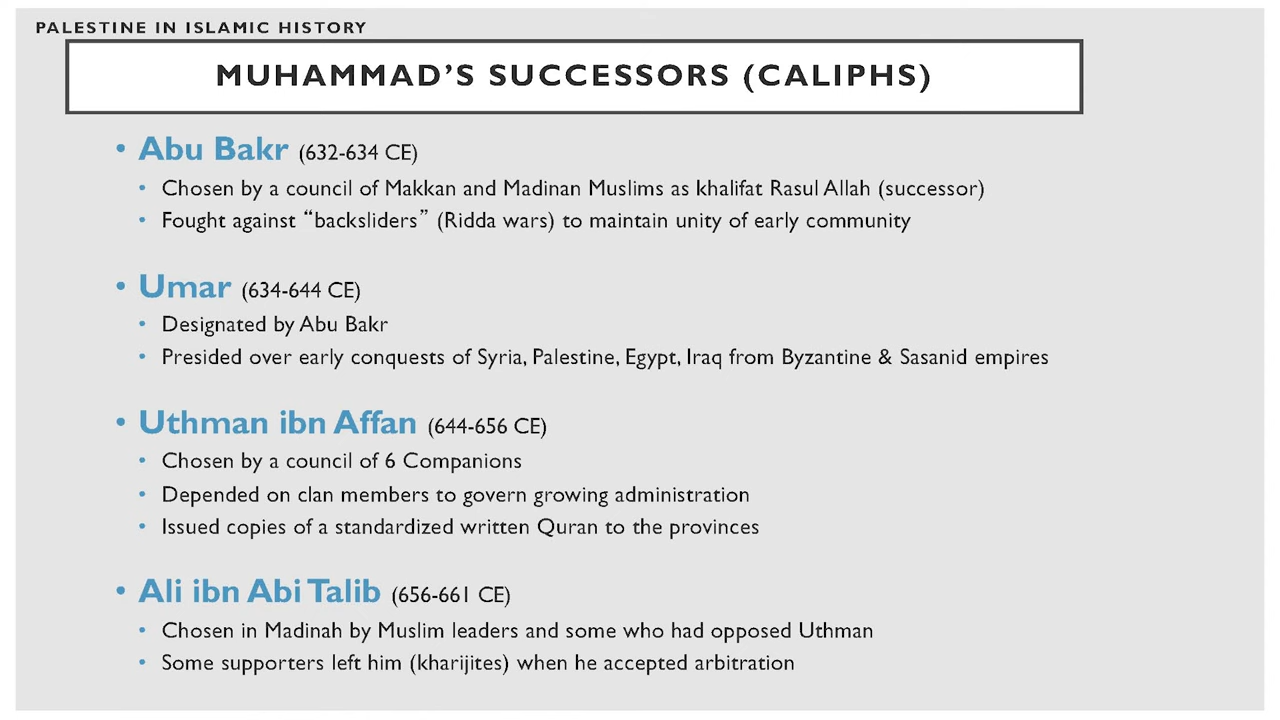 PALESTINE IN ISLAMIC HISTORY
MUHAMMAD'S SUCCESSORS (CALIPHS)
• Abu Bakr (632-634 CE)
• Chosen by a council of Makkan and Madinan Muslims as khalifat Rasul Allah (successor)
• Fought against “backsliders” (Ridda wars) to maintain unity of early community
• Umar (634-644 CE)
• Designated by Abu Bakr
• Presided over early conquests of Syria, Palestine, Egypt, Iraq from Byzantine & Sasanid empires
• Uthman ibn Affan (644-656 CE)
• Chosen by a council of 6 Companions
• Depended on clan members to govern growing administration
• Issued copies of a standardized written Quran to the provinces
• Ali ibn Abi Talib (656-661 CE)
• Chosen in Madinah by Muslim leaders and some who had opposed Uthman
• Some supporters left him (kharijites) when he accepted arbitration